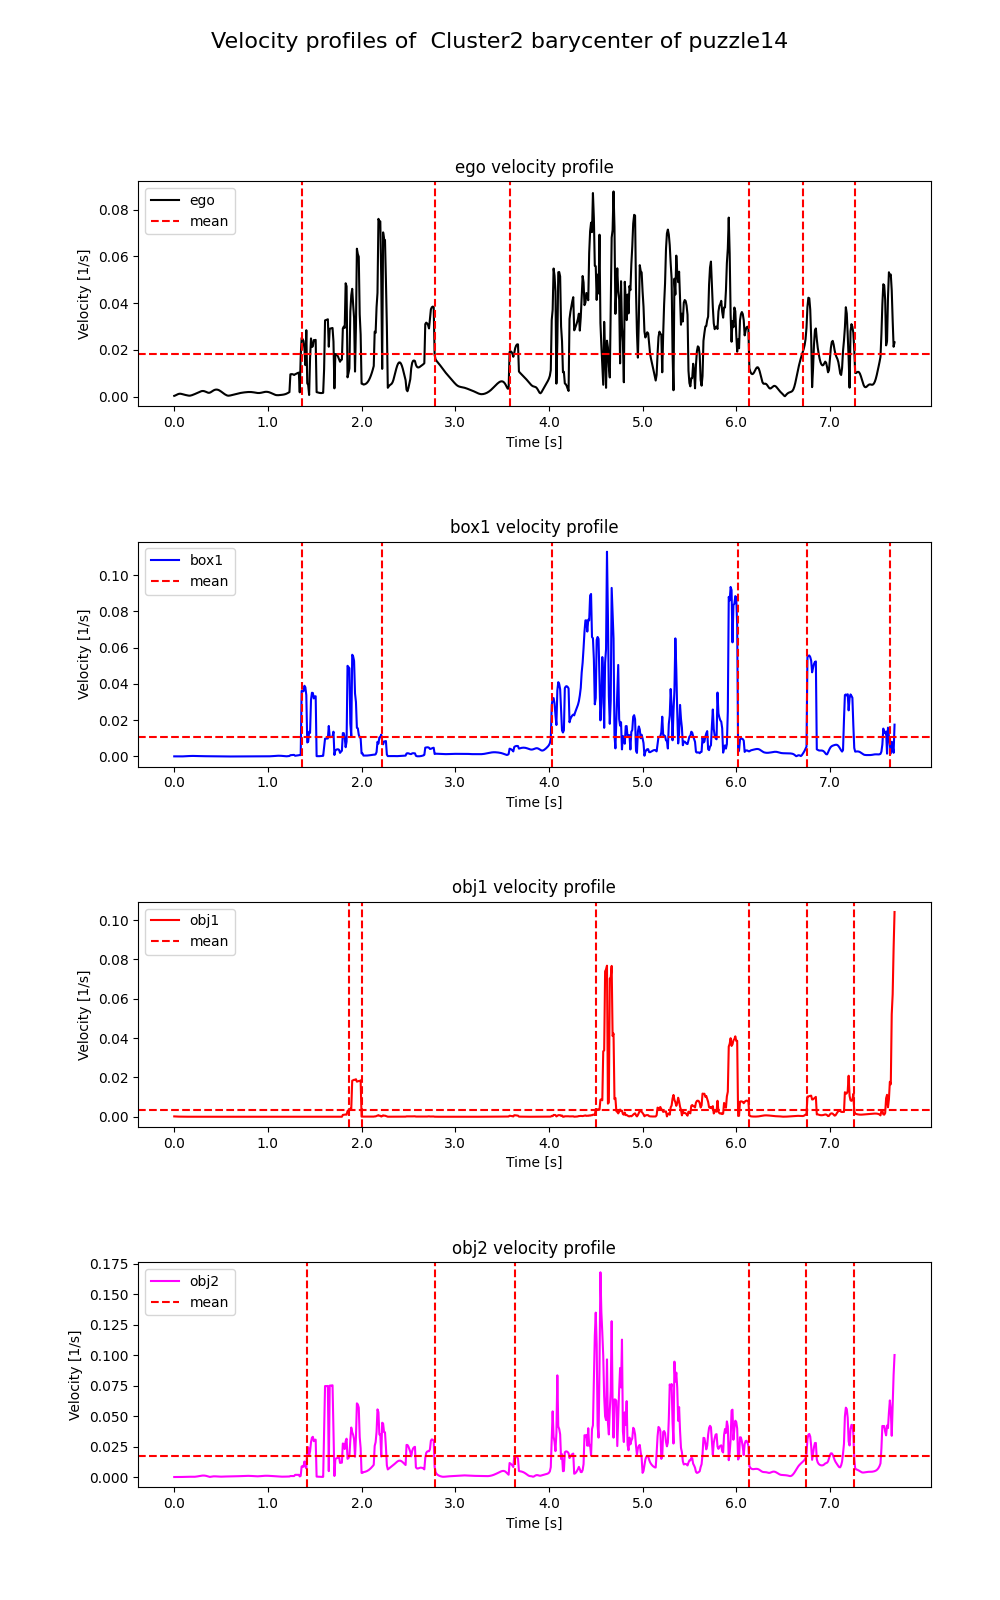 Velocity profiles of  Cluster2 barycenter of puzzle14
ego velocity profile
ego
mean
Velocity [1/s]
0.08
0.06
0.04
0.02
0.00
0.0 1.0 2.0 3.0 4.0 5.0 6.0 7.0
Time [s]
box1 velocity profile
box1
mean
Velocity [1/s]
0.10
0.08
0.06
0.04
0.02
0.00
0.0 1.0 2.0 3.0 4.0 5.0 6.0 7.0
Time [s]
obj1 velocity profile
obj1
mean
Velocity [1/s]
0.10
0.08
0.06
0.04
0.02
0.00
0.0 1.0 2.0 3.0 4.0 5.0 6.0 7.0
Time [s]
obj2 velocity profile
obj2
mean
Velocity [1/s]
0.175
0.150
0.125
0.100
0.075
0.050
0.025
0.000
0.0 1.0 2.0 3.0 4.0 5.0 6.0 7.0
Time [s]